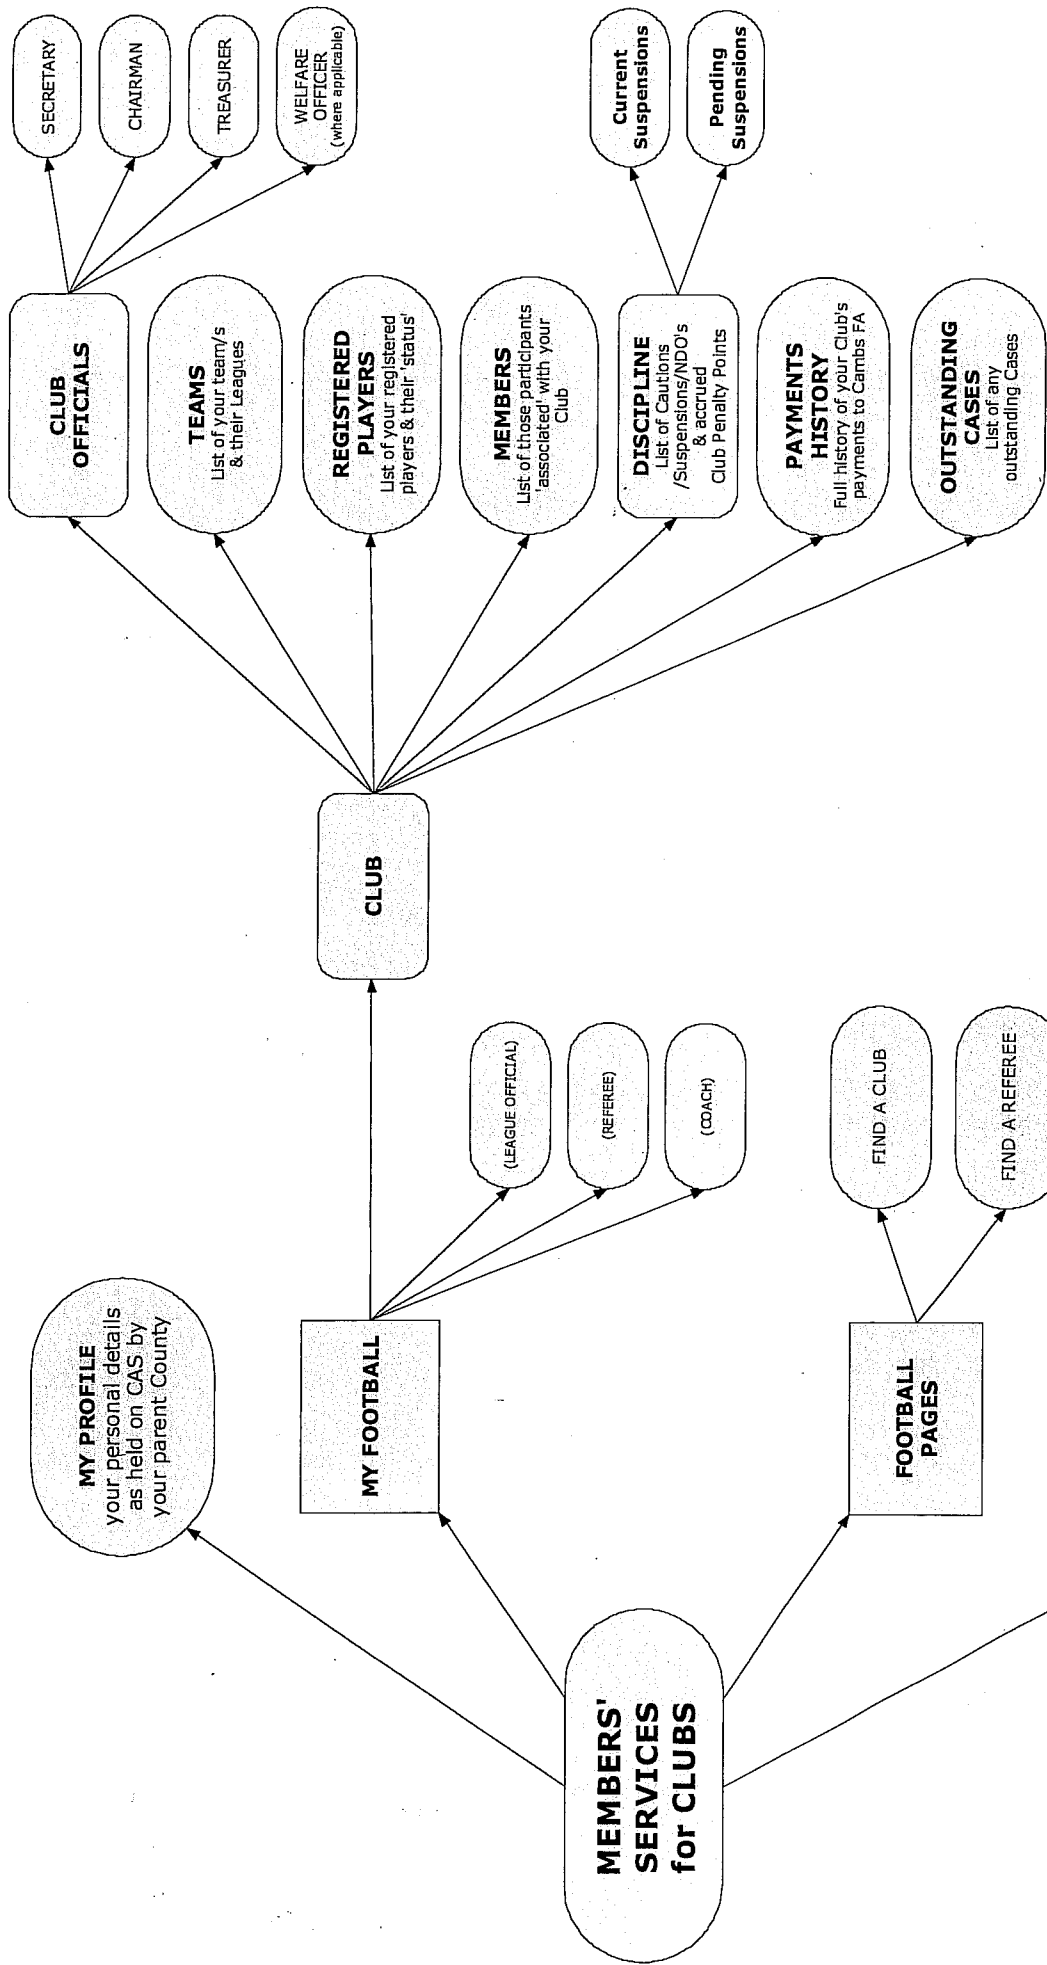 MEMBERS'
SERVICES
for CLUBS
MY PROFILE
your personal details
as held on CAS by
your parent County
MY FOOTBALL
FOOTBALL
PAGES
(LEAGUE OFFICIAL)
(REFEREE)
(COACH)
FIND A CLUB
FIND A REFEREE
CLUB
CLUB
OFFICIALS
TEAMS
List of your team/s
& their Leagues
REGISTERED
PLAYERS
List of your registered
players & their 'status'
MEMBERS
List of those participants
'associated' with your
Club
DISCIPLINE
List of Cautions
/Suspensions/NDO's
& accrued
Club Penalty Points
PAYMENTS
HISTORY
Full history of your Club's
payments to Cambs FA
OUTSTANDING
CASES
List of any
outstanding Cases
SECRETARY
CHAIRMAN
TREASURER
WELFARE
OFFICER
(where applicable)
Current
Suspensions
Pending
Suspensions